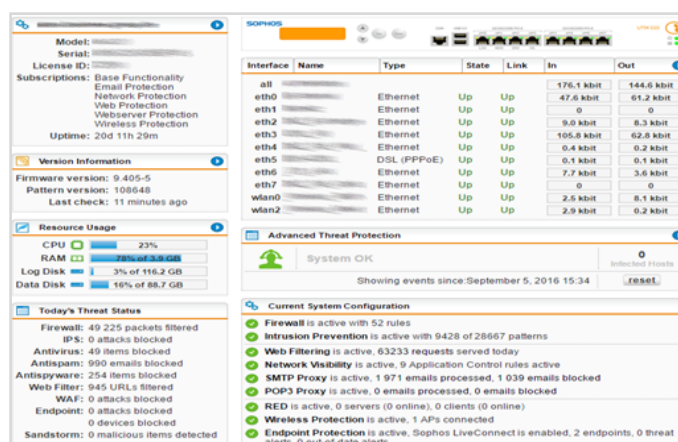 Model:
Serial:
License ID:
Subscriptions: Base Functionality
Email Protection
Network Protection
Web Protection
Webserver Protection
Wireless Protection
Uptime: 20d 11h 29m
Version Information
Firmware version: 9.405-5
Pattern version: 108648
Last check: 11 minutes ago
Resource Usage
CPU 23%
RAM 78% of 3.9 GB
Log Disk 3% of 116.2 GB
Data Disk 16% of 88.7 GB
Today's Threat Status
Firewall: 49 225 packets filtered
IPS: 0 attacks blocked
Antivirus: 49 items blocked
Antispam: 990 emails blocked
Antispyware: 254 items blocked
Web Filter: 945 URLs filtered
WAF: 0 attacks blocked
Endpoint: 0 attacks blocked
0 devices blocked
Sandstorm: 0 malicious items detected
SOPHOS
Interface Name Type State Link In Out
all 176.1 kbit 144.6 kbit
eth0 Ethernet Up Up 47.6 kbit 61.2 kbit
eth1 Ethernet Up Up 0 0
eth2 Ethernet Up Up 9.0 kbit 8.3 kbit
eth3 Ethernet Up Up 105.8 kbit 62.8 kbit
eth4 Ethernet Up Up 0.4 kbit 0.2 kbit
eth5 DSL (PPPoE) Up Up 0.1 kbit 0.1 kbit
eth6 Ethernet Up Up 7.7 kbit 3.6 kbit
eth7 Ethernet Up Up 0 0
wlan0 Ethernet Up Up 2.5 kbit 8.1 kbit
wlan2 Ethernet Up Up 2.9 kbit 0.2 kbit
Advanced Threat Protection
System OK
0
Infected Hosts
Showing events since:September 5, 2016 15:34 reset
Current System Configuration
Firewall is active with 52 rules
Intrusion Prevention is active with 9428 of 28667 patterns
Web Filtering is active, 63233 requests served today
Network Visibility is active, 9 Application Control rules active
SMTP Proxy is active, 1 971 emails processed, 1 039 emails blocked
POP3 Proxy is active, 0 emails processed, 0 emails blocked
RED is active, 0 servers (0 online), 0 clients (0 online)
Wireless Protection is active, 1 APs connected
Endpoint Protection is active, Sophos LiveConnect is enabled, 2 endpoints, 0 threat
alerts, 0 out-of-date alerts